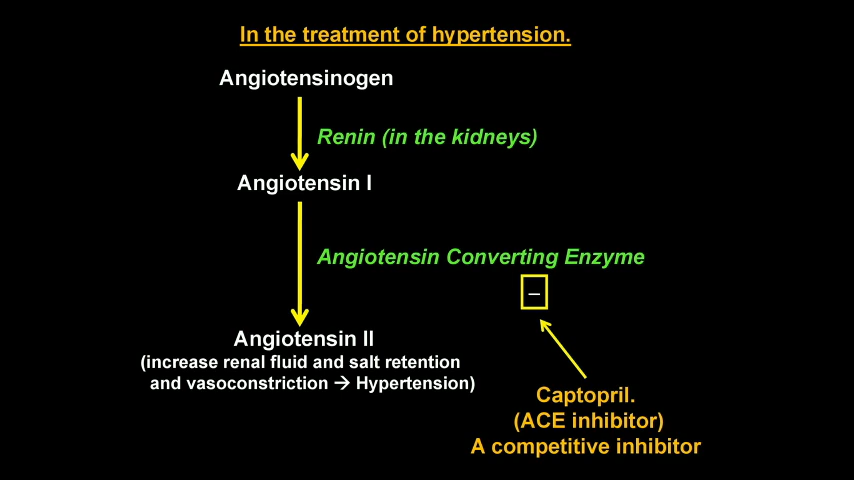 In the treatment of hypertension.
Angiotensinogen
Renin (in the kidneys)
Angiotensin I
Angiotensin Converting Enzyme
–
Angiotensin II
(increase renal fluid and salt retention
and vasoconstriction → Hypertension)
Captopril.
(ACE inhibitor)
A competitive inhibitor